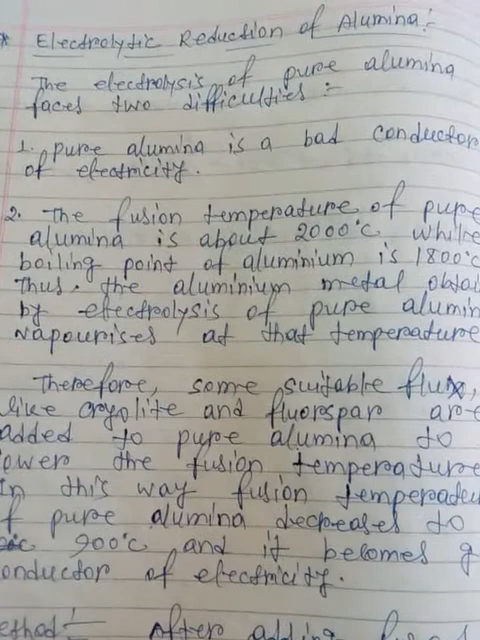 * Electrolytic Reduction of Alumina:-
The electrolysis of pure alumina
faces two difficulties:-
1. pure alumina is a bad conductor
of electricity.
2. The fusion temperature of pure
alumina is about 2000°C while
boiling point of aluminium is 1800°C
Thus. the aluminium metal obtai
by electrolysis of pure alumin
vapourises at that temperature
Therefore, some suitable flux,
like cryolite and fluorspar are
added to pure alumina to
ower the fusion temperature
In this way fusion temperatu
f pure alumina decreases to
900°C and it becomes g
onductor of electricity.
ethod:- After adding